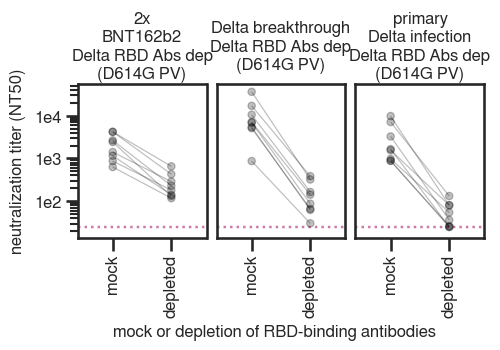 2x
BNT162b2
Delta RBD Abs dep
(D614G PV)
Delta breakthrough
Delta RBD Abs dep
(D614G PV)
primary
Delta infection
Delta RBD Abs dep
(D614G PV)
neutralization titer (NT50)
1e4
1e3
1e2
mock
depleted
mock
depleted
mock
depleted
mock or depletion of RBD-binding antibodies